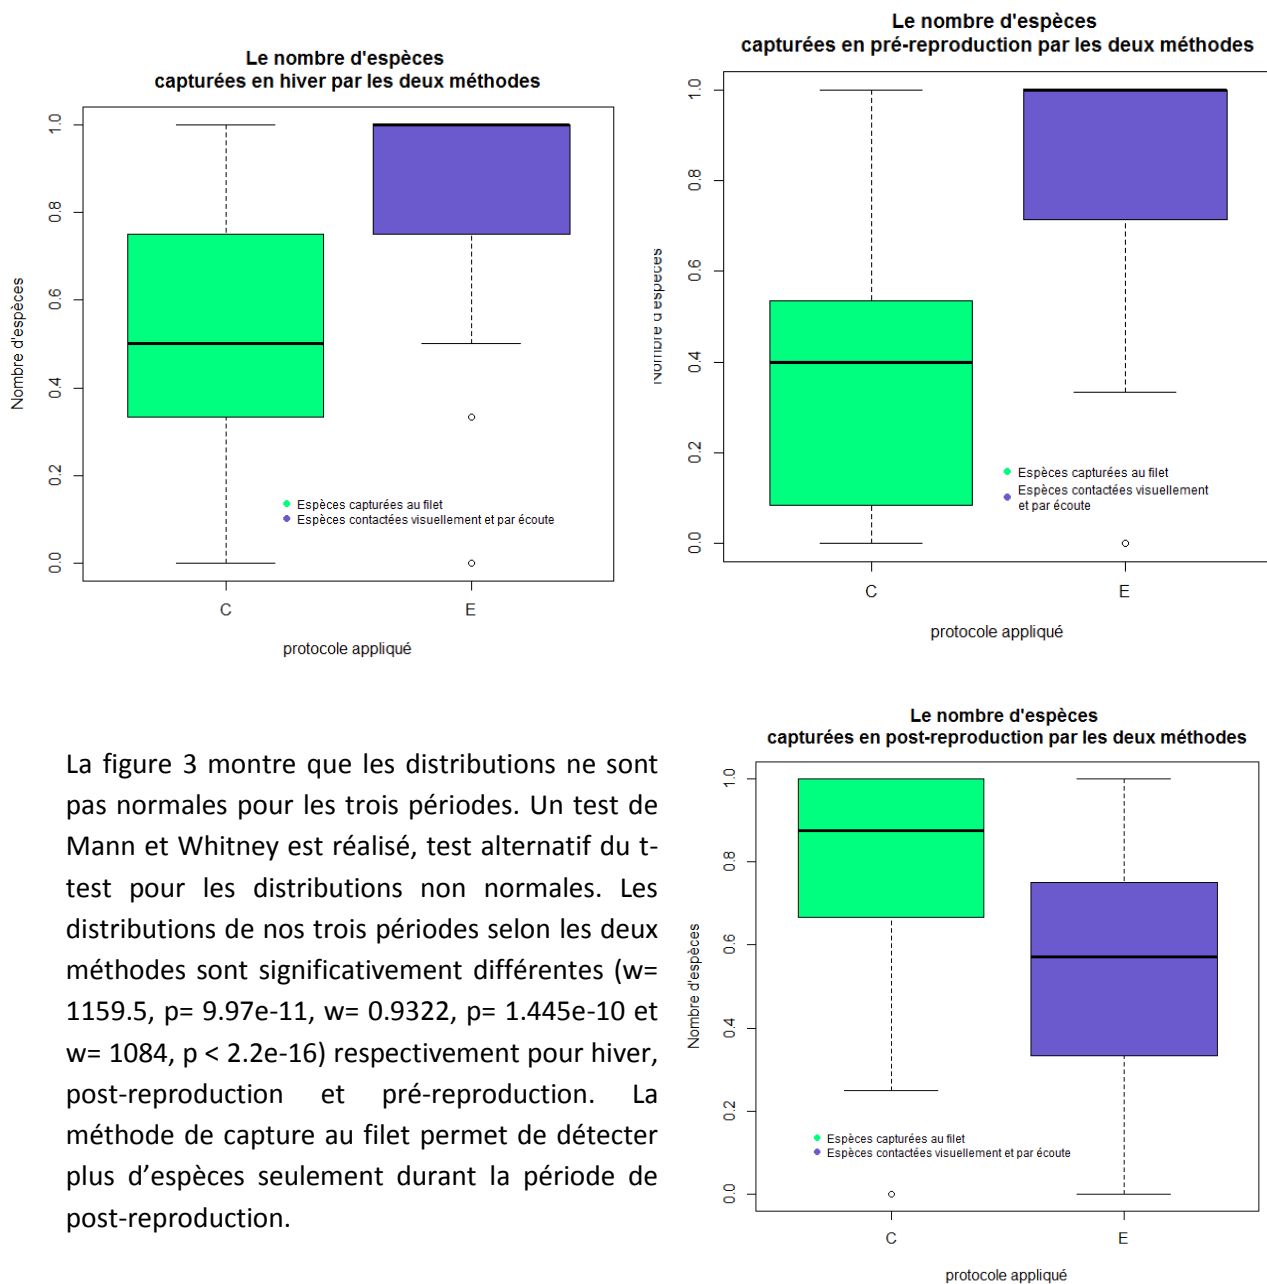 Le nombre d'espèces
capturées en hiver par les deux méthodes
Nombre d'espèces
0.0 0.2 0.4 0.6 0.8 1.0
Espèces capturées au filet
Espèces contactées visuellement et par écoute
C E
protocole appliqué
Le nombre d'espèces
capturées en pré-reproduction par les deux méthodes
Nombre d'espèces
0.0 0.2 0.4 0.6 0.8 1.0
Espèces capturées au filet
Espèces contactées visuellement
et par écoute
C E
protocole appliqué
La figure 3 montre que les distributions ne sont
pas normales pour les trois périodes. Un test de
Mann et Whitney est réalisé, test alternatif du t-
test pour les distributions non normales. Les
distributions de nos trois périodes selon les deux
méthodes sont significativement différentes (w=
1159.5, p= 9.97e-11, w= 0.9322, p= 1.445e-10 et
w= 1084, p < 2.2e-16) respectivement pour hiver,
post-reproduction et pré-reproduction. La
méthode de capture au filet permet de détecter
plus d’espèces seulement durant la période de
post-reproduction.
Le nombre d'espèces
capturées en post-reproduction par les deux méthodes
Nombre d'espèces
0.0 0.2 0.4 0.6 0.8 1.0
Espèces capturées au filet
Espèces contactées visuellement et par écoute
C E
protocole appliqué